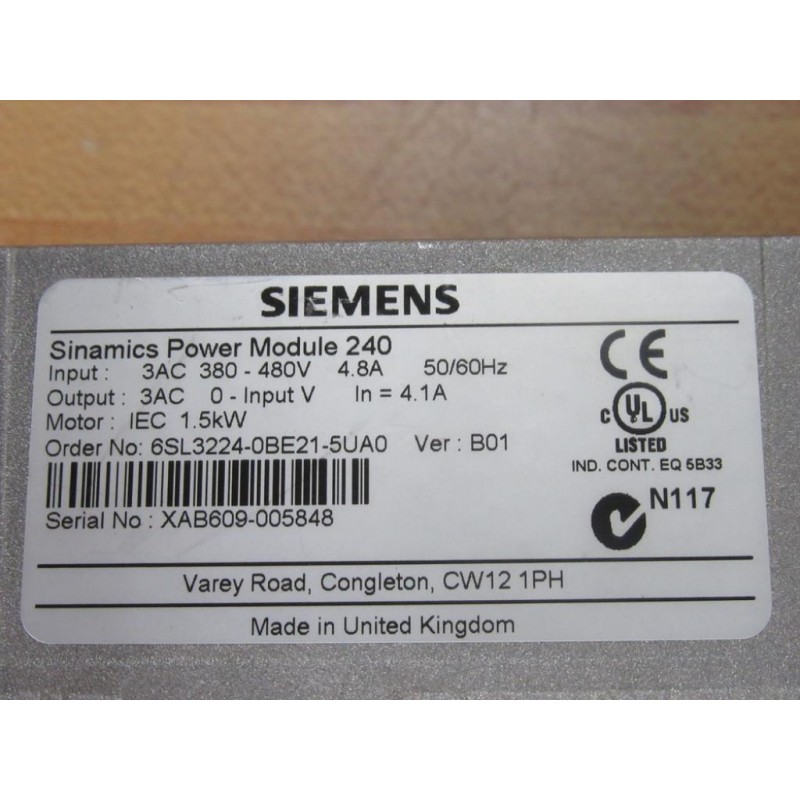 SIEMENS
Sinamics Power Module 240
Input : 3AC 380 - 480V 4.8A 50/60Hz
Output : 3AC 0 - Input V In = 4.1A
Motor : IEC 1.5kW
Order No: 6SL3224-0BE21-5UA0 Ver : B01
Serial No : XAB609-005848
CE
C UL US
LISTED
IND. CONT. EQ 5B33
N117
Varey Road, Congleton, CW12 1PH
Made in United Kingdom